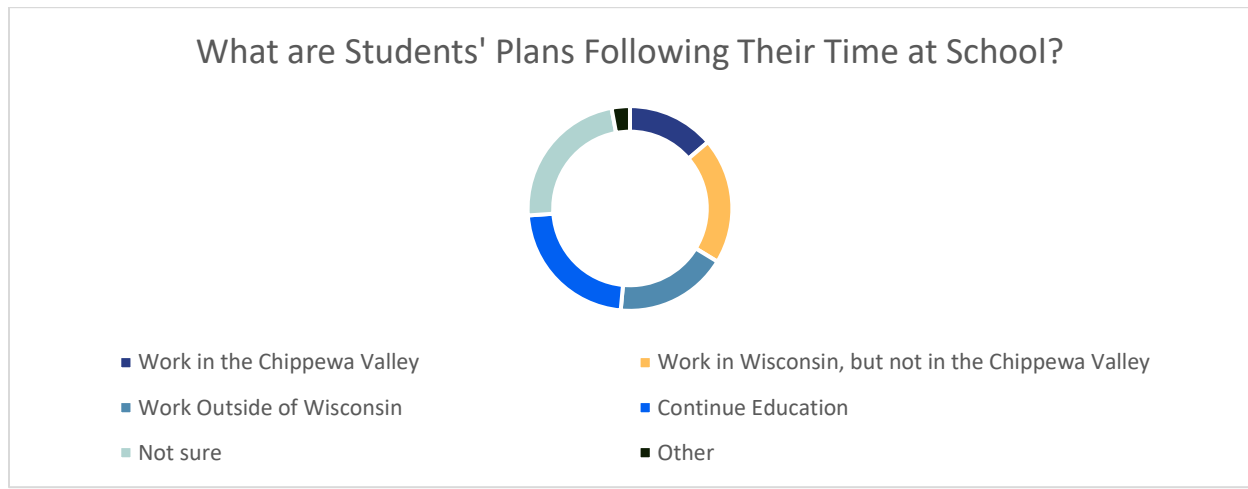 What are Students' Plans Following Their Time at School?
Work in the Chippewa Valley
Work in Wisconsin, but not in the Chippewa Valley
Work Outside of Wisconsin
Continue Education
Not sure
Other